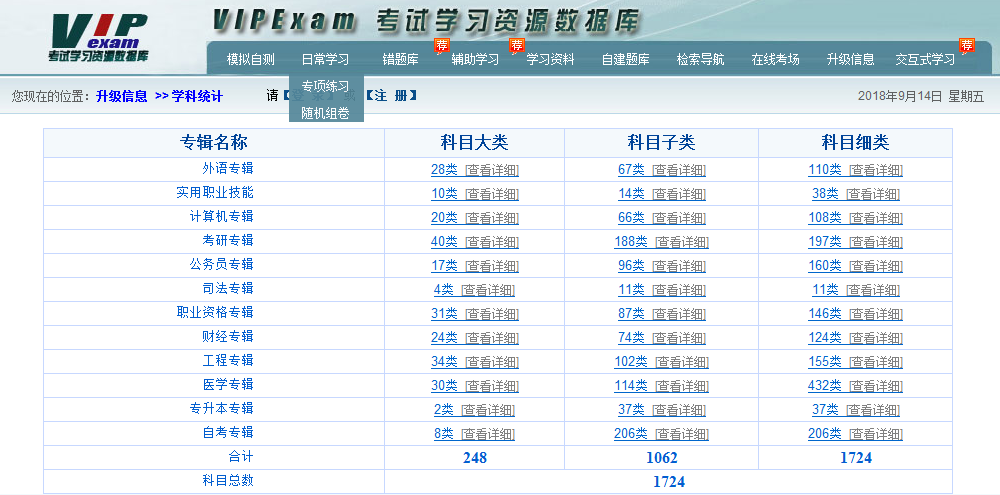 VIP
exam
考试学习资源数据库
VIPExam 考试学习资源数据库
模拟自测 日常学习 错题库 荐 辅助学习 荐 学习资料 自建题库 检索导航 在线考场 升级信息 交互式学习 荐
专项练习
随机组卷
您现在的位置: 升级信息 >> 学科统计 请【 【注 册】 2018年9月14日 星期五
专辑名称 科目大类 科目子类 科目细类
外语专辑 28类 [查看详细] 67类 [查看详细] 110类 [查看详细]
实用职业技能 10类 [查看详细] 14类 [查看详细] 38类 [查看详细]
计算机专辑 20类 [查看详细] 66类 [查看详细] 108类 [查看详细]
考研专辑 40类 [查看详细] 188类 [查看详细] 197类 [查看详细]
公务员专辑 17类 [查看详细] 96类 [查看详细] 160类 [查看详细]
司法专辑 4类 [查看详细] 11类 [查看详细] 11类 [查看详细]
职业资格专辑 31类 [查看详细] 87类 [查看详细] 146类 [查看详细]
财经专辑 24类 [查看详细] 74类 [查看详细] 124类 [查看详细]
工程专辑 34类 [查看详细] 102类 [查看详细] 155类 [查看详细]
医学专辑 30类 [查看详细] 114类 [查看详细] 432类 [查看详细]
专升本专辑 2类 [查看详细] 37类 [查看详细] 37类 [查看详细]
自考专辑 8类 [查看详细] 206类 [查看详细] 206类 [查看详细]
合计 248 1062 1724
科目总数 1724